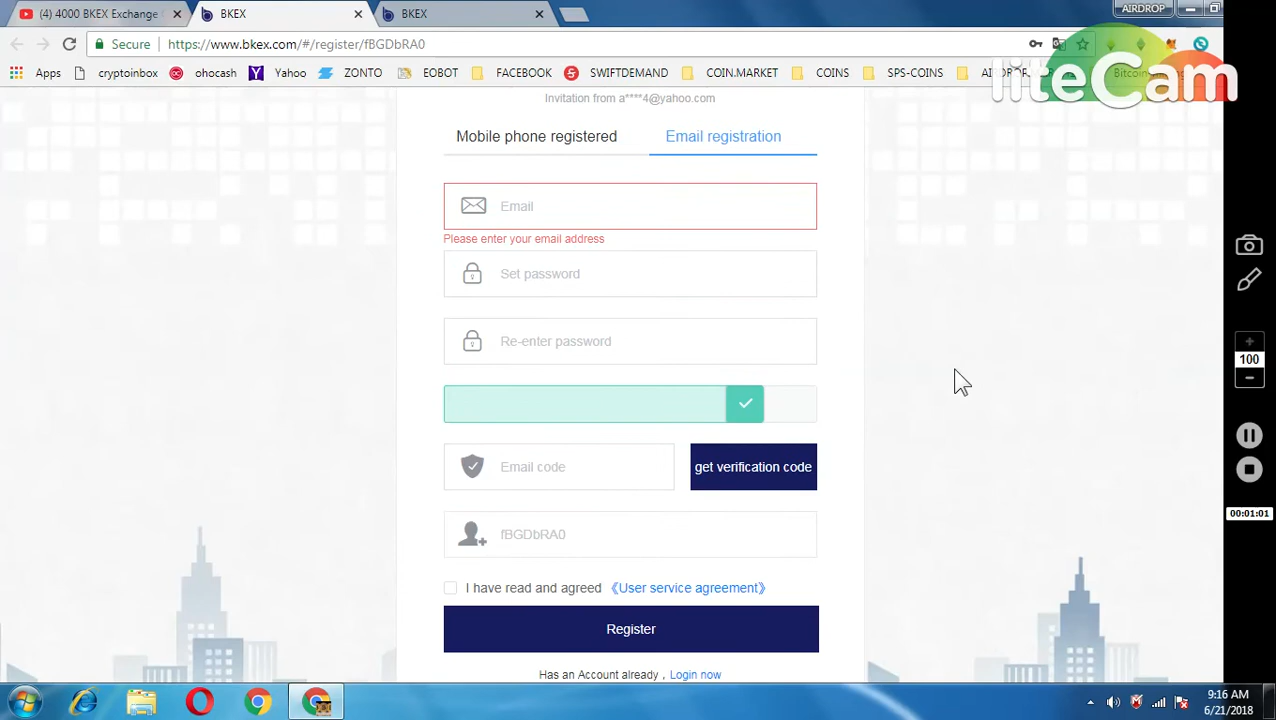 (4) 4000 BKEX Exchange
BKEX
BKEX
AIRDROP
Secure
https://www.bkex.com/#/register/fBGDbRA0
Apps
cryptoinbox
ohocash
Yahoo
ZONTO
EOBOT
FACEBOOK
SWIFTDEMAND
COIN.MARKET
COINS
SPS-COINS
liteCam
Invitation from a****4@yahoo.com
Mobile phone registered
Email registration
Email
Please enter your email address
Set password
Re-enter password
Email code
get verification code
fBGDbRA0
I have read and agreed 《User service agreement》
Register
Has an Account already , Login now
100
00:01:01
9:16 AM
6/21/2018